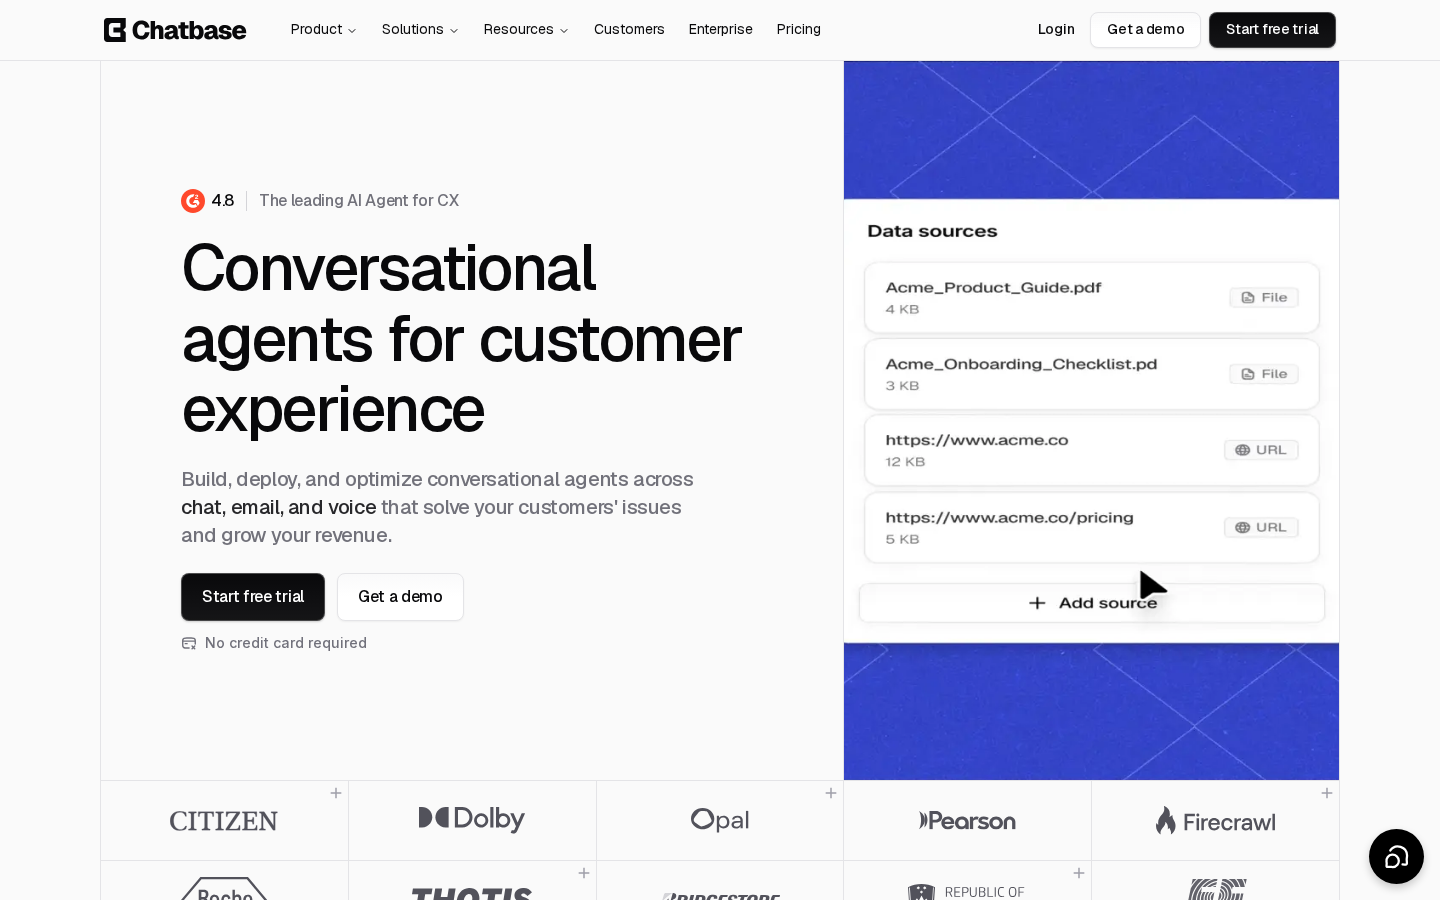 Chatbase
Product
Solutions
Resources
Customers
Enterprise
Pricing
Login
Get a demo
Start free trial
4.8
The leading AI Agent for CX
Conversational
agents for customer
experience
Build, deploy, and optimize conversational agents across
chat, email, and voice that solve your customers' issues
and grow your revenue.
Start free trial
Get a demo
No credit card required
Data sources
Acme_Product_Guide.pdf
4 KB
File
Acme_Onboarding_Checklist.pd
3 KB
File
https://www.acme.co
12 KB
URL
https://www.acme.co/pricing
5 KB
URL
Add source
CITIZEN
Dolby
Opal
Pearson
Firecrawl
Roche
THOTIS
BRIDGESTONE
REPUBLIC OF